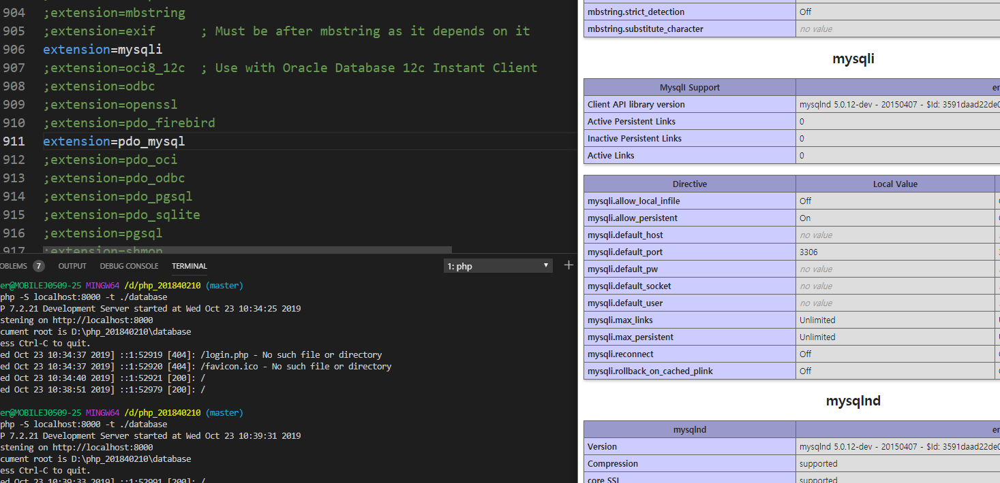 904 ;extension=mbstring
905 ;extension=exif ; Must be after mbstring as it depends on it
906 extension=mysqli
907 ;extension=oci8_12c ; Use with Oracle Database 12c Instant Client
908 ;extension=odbc
909 ;extension=openssl
910 ;extension=pdo_firebird
911 extension=pdo_mysql
912 ;extension=pdo_oci
913 ;extension=pdo_odbc
914 ;extension=pdo_pgsql
915 ;extension=pdo_sqlite
916 ;extension=pgsql
917 ;extension=shmop
OBLEMS 7 OUTPUT DEBUG CONSOLE TERMINAL 1: php
er@MOBILEJ0509-25 MINGW64 /d/php_201840210 (master)
php -S localhost:8000 -t ./database
P 7.2.21 Development Server started at Wed Oct 23 10:34:25 2019
stening on http://localhost:8000
cument root is D:\php_201840210\database
ess Ctrl-C to quit.
ed Oct 23 10:34:37 2019] ::1:52919 [404]: /login.php - No such file or directory
ed Oct 23 10:34:37 2019] ::1:52920 [404]: /favicon.ico - No such file or directory
ed Oct 23 10:34:40 2019] ::1:52921 [200]: /
ed Oct 23 10:38:51 2019] ::1:52979 [200]: /
er@MOBILEJ0509-25 MINGW64 /d/php_201840210 (master)
php -S localhost:8000 -t ./database
P 7.2.21 Development Server started at Wed Oct 23 10:39:31 2019
stening on http://localhost:8000
cument root is D:\php_201840210\database
ess Ctrl-C to quit.
ed Oct 23 10:39:33 2019] ::1:52991 [200]: /
mbstring.strict_detection Off
mbstring.substitute_character no value
mysqli
MysqlI Support en
Client API library version mysqlnd 5.0.12-dev - 20150407 - $Id: 3591daad22de0
Active Persistent Links 0
Inactive Persistent Links 0
Active Links 0
Directive Local Value
mysqli.allow_local_infile Off
mysqli.allow_persistent On
mysqli.default_host no value
mysqli.default_port 3306
mysqli.default_pw no value
mysqli.default_socket no value
mysqli.default_user no value
mysqli.max_links Unlimited
mysqli.max_persistent Unlimited
mysqli.reconnect Off
mysqli.rollback_on_cached_plink Off
mysqlnd
mysqlnd en
Version mysqlnd 5.0.12-dev - 20150407 - $Id: 3591daad22de0
Compression supported
core SSL supported